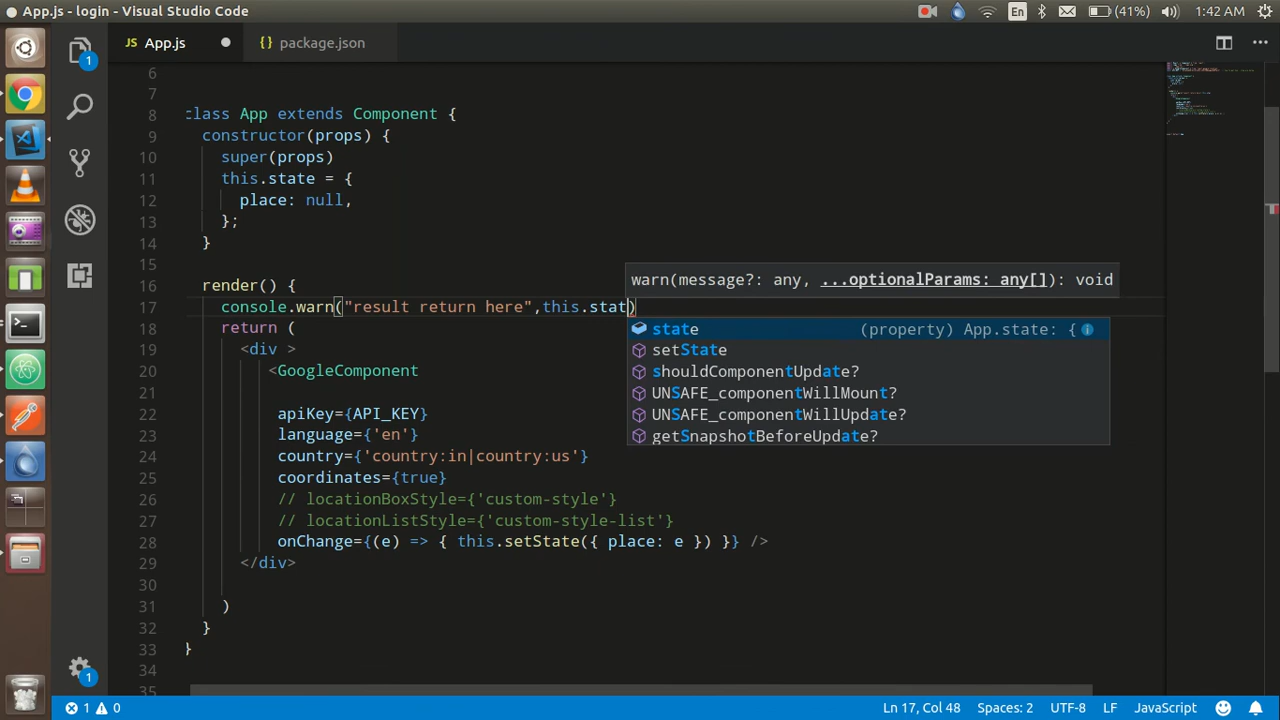 App.js - login - Visual Studio Code
En
(41%)
1:42 AM
JS App.js
{} package.json
1
6
7
8 class App extends Component {
9 constructor(props) {
10 super(props)
11 this.state = {
12 place: null,
13 };
14 }
15
warn(message?: any, ...optionalParams: any[]): void
16 render() {
17 console.warn("result return here",this.stat)
state (property) App.state: {
setState
shouldComponentUpdate?
UNSAFE_componentWillMount?
UNSAFE_componentWillUpdate?
getSnapshotBeforeUpdate?
18 return (
19 <div >
20 <GoogleComponent
21
22 apiKey={API_KEY}
23 language={'en'}
24 country={'country:in|country:us'}
25 coordinates={true}
26 // locationBoxStyle={'custom-style'}
27 // locationListStyle={'custom-style-list'}
28 onChange={(e) => { this.setState({ place: e }) }} />
29 </div>
30
31 )
32 }
33 }
34
35
1
1 0
Ln 17, Col 48
Spaces: 2
UTF-8
LF
JavaScript